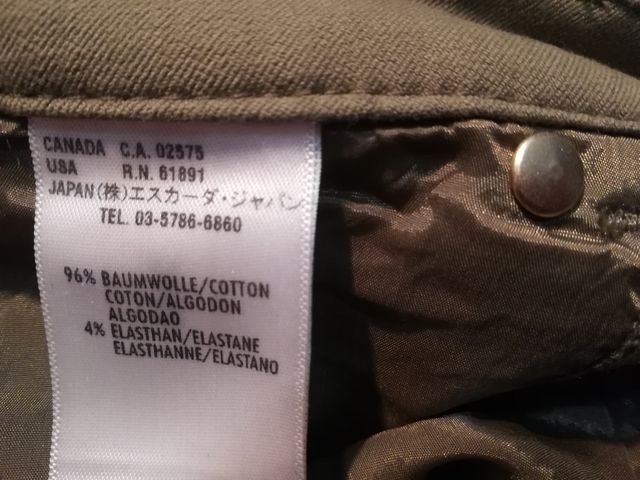 CANADA C.A. 02575
USA R.N. 61891
JAPAN (株)エスカーダ・ジャパン
TEL. 03-5786-6860
96% BAUMWOLLE/COTTON
COTON/ALGODON
ALGODAO
4% ELASTHAN/ELASTANE
ELASTHANNE/ELASTANO